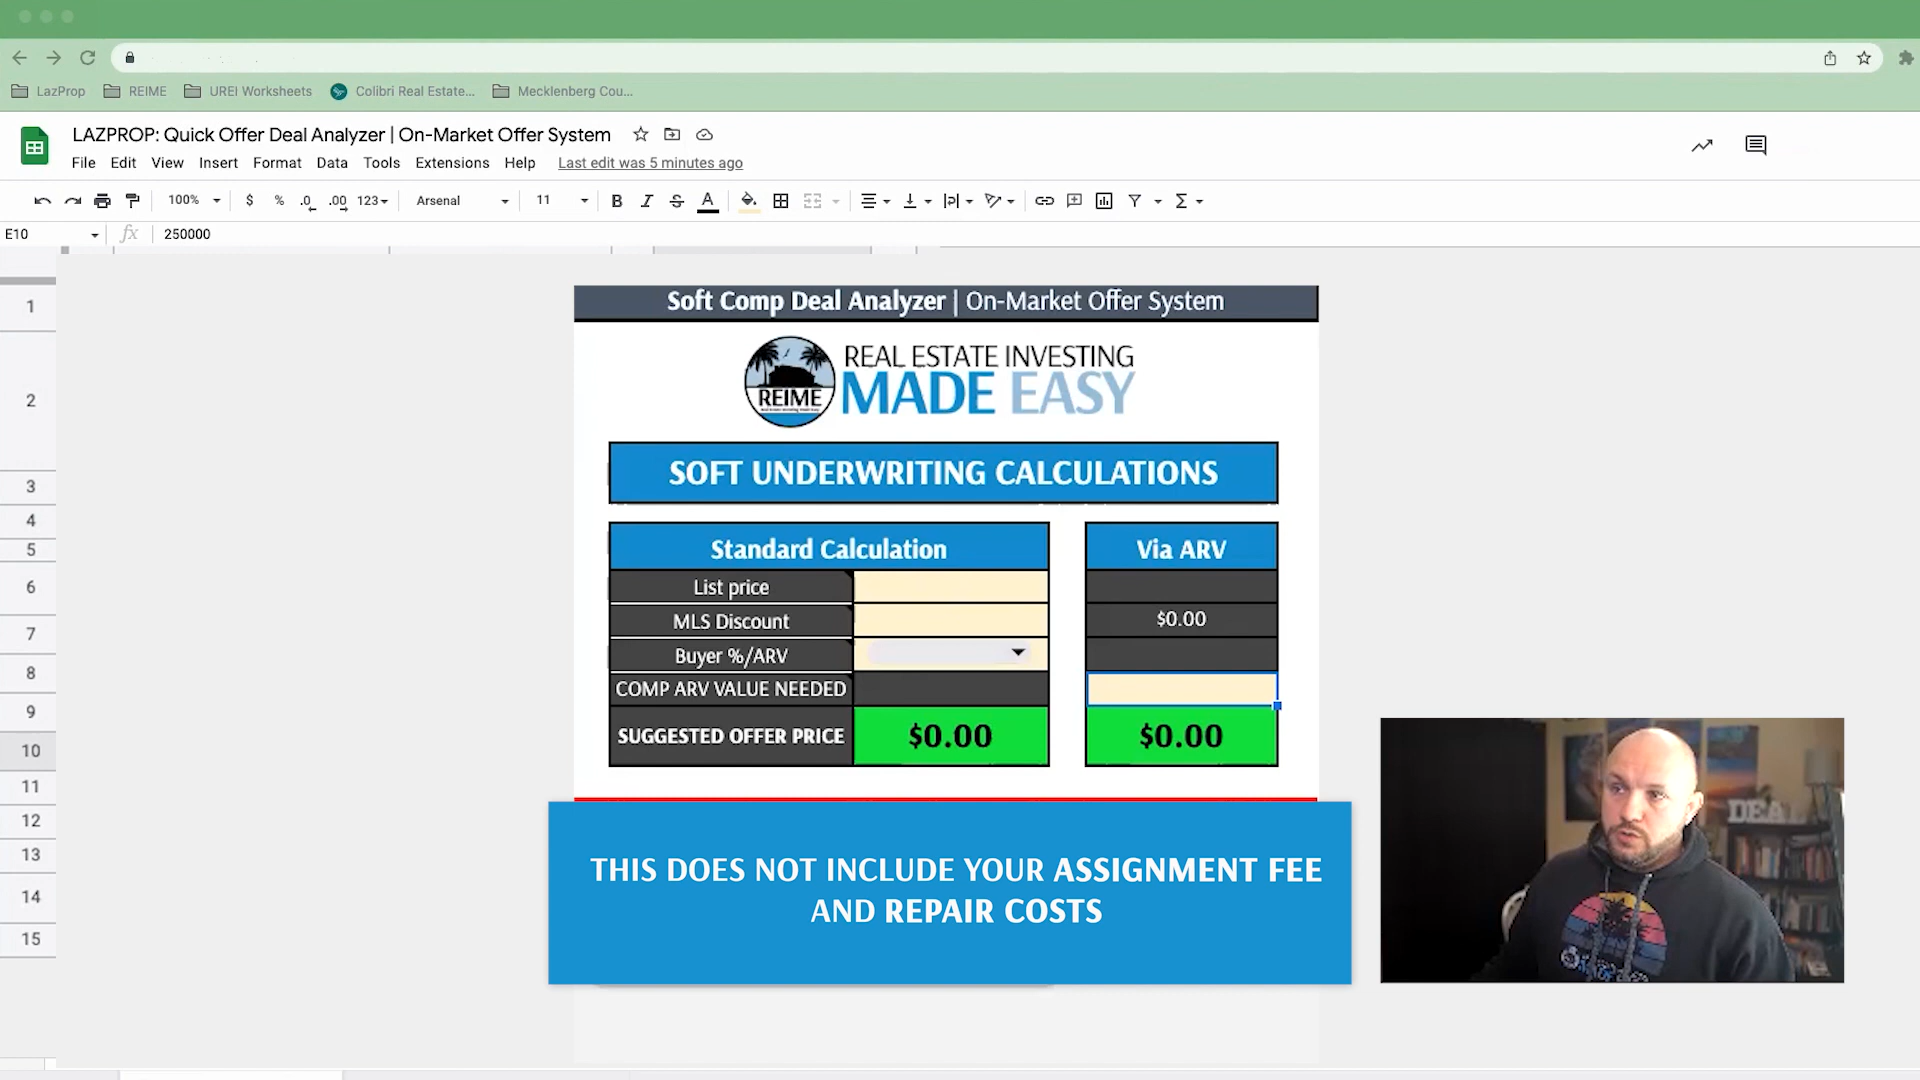 LazProp
REIME
UREI Worksheets
Colibri Real Estate...
Mecklenberg Cou...
LAZPROP: Quick Offer Deal Analyzer | On-Market Offer System
File Edit View Insert Format Data Tools Extensions Help Last edit was 5 minutes ago
100% $ % .0 .00 123 Arsenal 11 B I S A
E10 fx 250000
1
Soft Comp Deal Analyzer | On-Market Offer System
2
REIME
REAL ESTATE INVESTING
MADE EASY
3
SOFT UNDERWRITING CALCULATIONS
4
5
Standard Calculation Via ARV
6
List price
7
MLS Discount $0.00
8
Buyer %/ARV
9
COMP ARV VALUE NEEDED
10
SUGGESTED OFFER PRICE $0.00 $0.00
11
12
13
14
15
THIS DOES NOT INCLUDE YOUR ASSIGNMENT FEE
AND REPAIR COSTS
DEAL